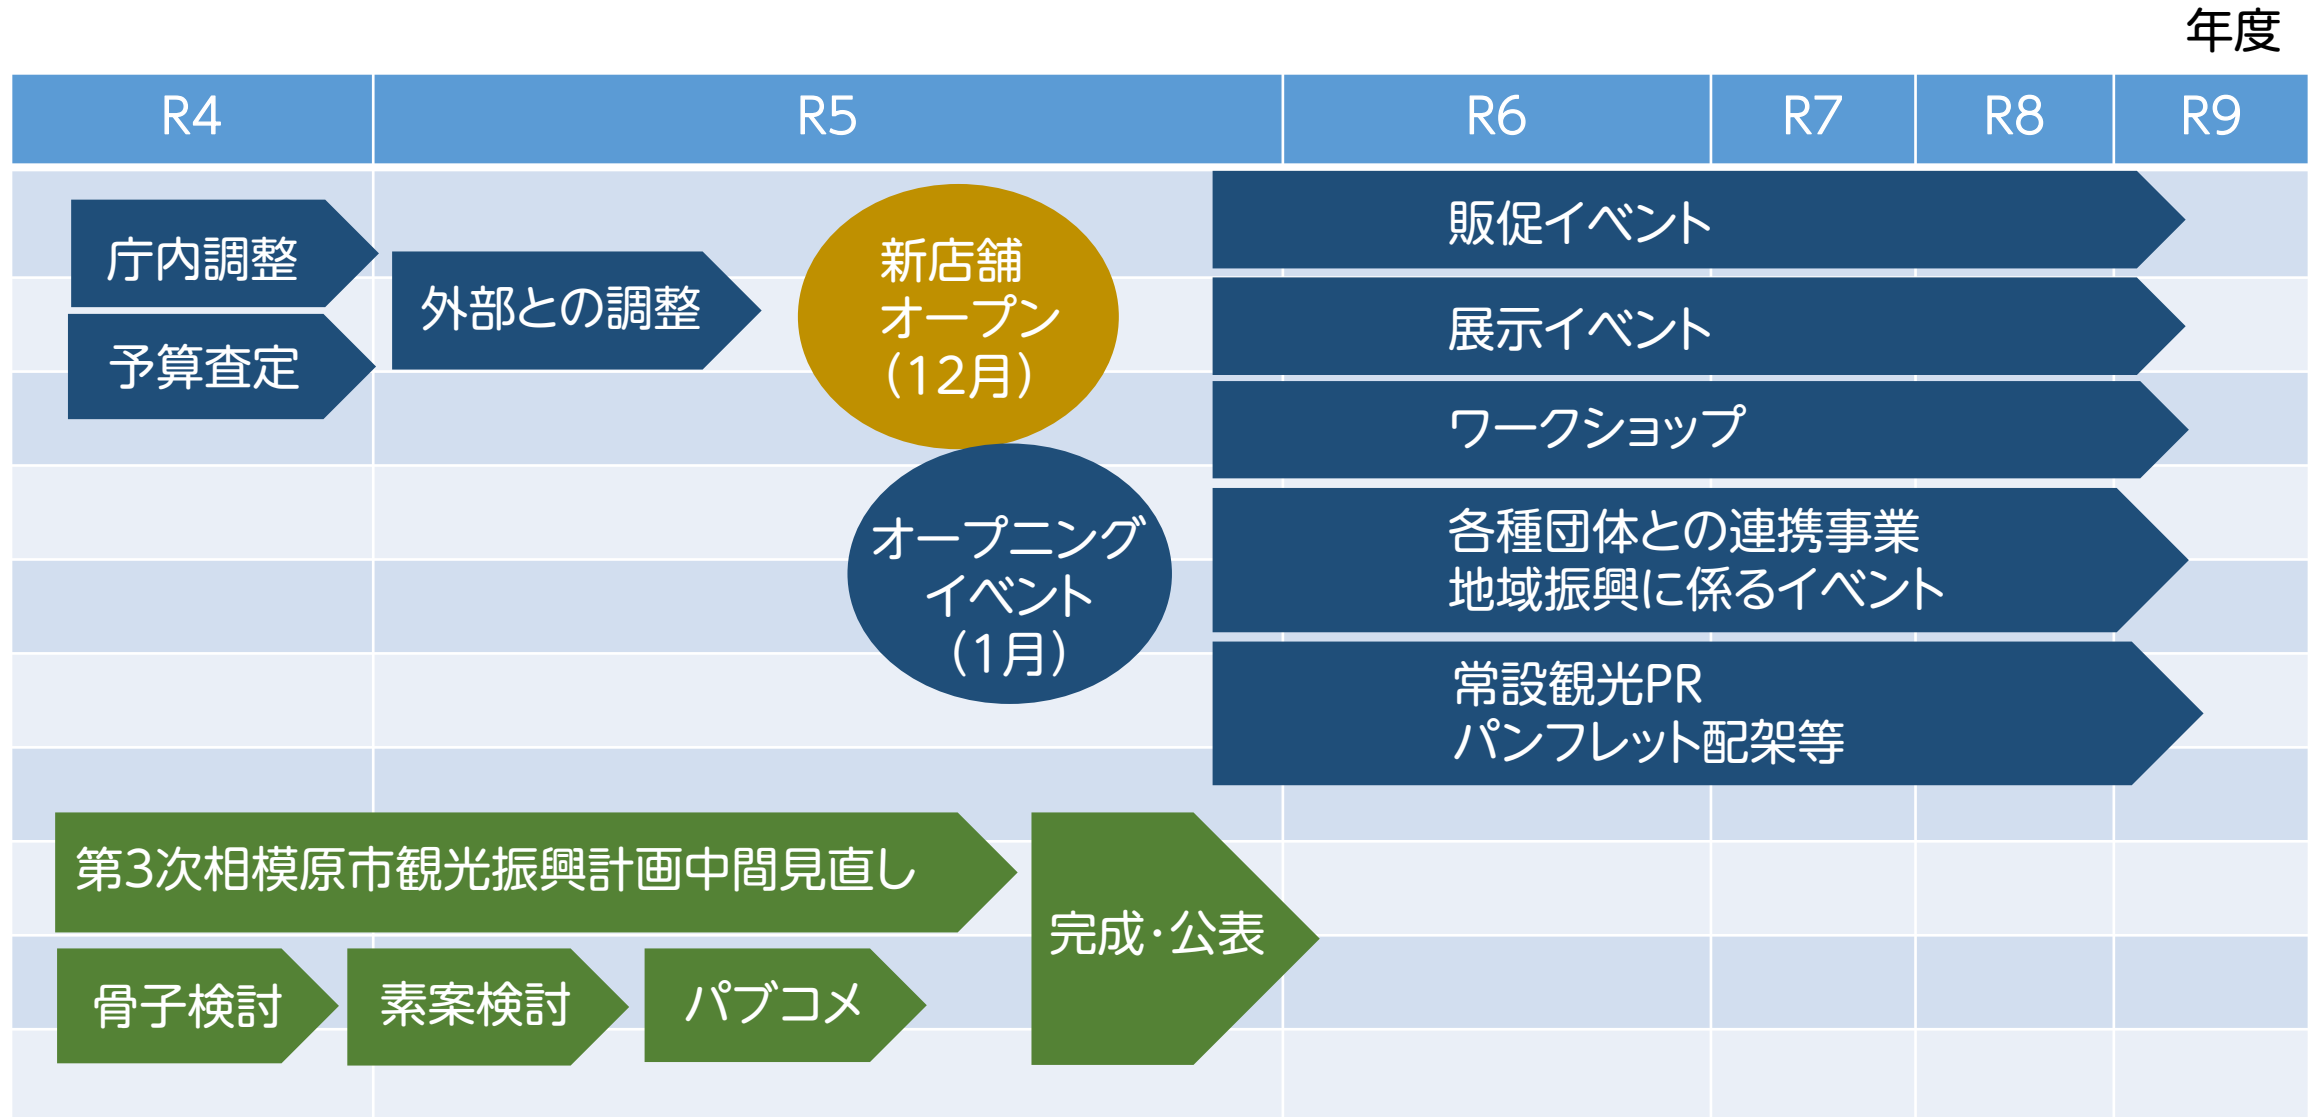 年度
R4
R5
R6
R7
R8
R9
庁内調整
予算査定
外部との調整
新店舗
オープン
(12月)
オープニング
イベント
(1月)
販促イベント
展示イベント
ワークショップ
各種団体との連携事業
地域振興に係るイベント
常設観光PR
パンフレット配架等
第3次相模原市観光振興計画中間見直し
骨子検討
素案検討
パブコメ
完成・公表